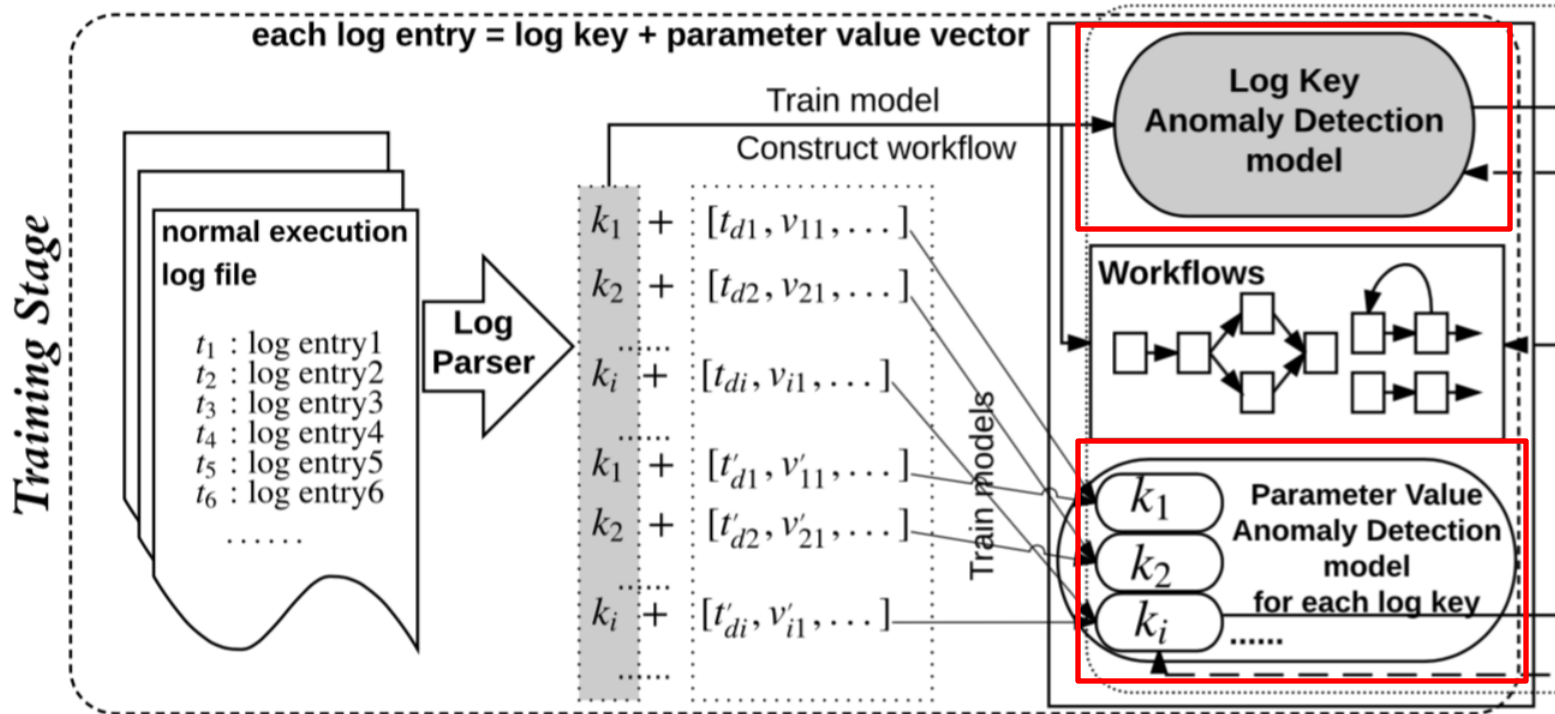 each log entry = log key + parameter value vector
Training Stage
normal execution
log file
t1 : log entry1
t2 : log entry2
t3 : log entry3
t4 : log entry4
t5 : log entry5
t6 : log entry6
......
Log
Parser
Train model
Construct workflow
k1 + [td1, v11, . . .]
k2 + [td2, v21, . . .]
......
ki + [tdi, vi1, . . .]
......
k1 + [t'd1, v'11, . . .]
k2 + [t'd2, v'21, . . .]
......
ki + [t'di, v'i1, . . .]
......
Train models
Log Key
Anomaly Detection
model
Workflows
k1
k2
ki
Parameter Value
Anomaly Detection
model
for each log key
......